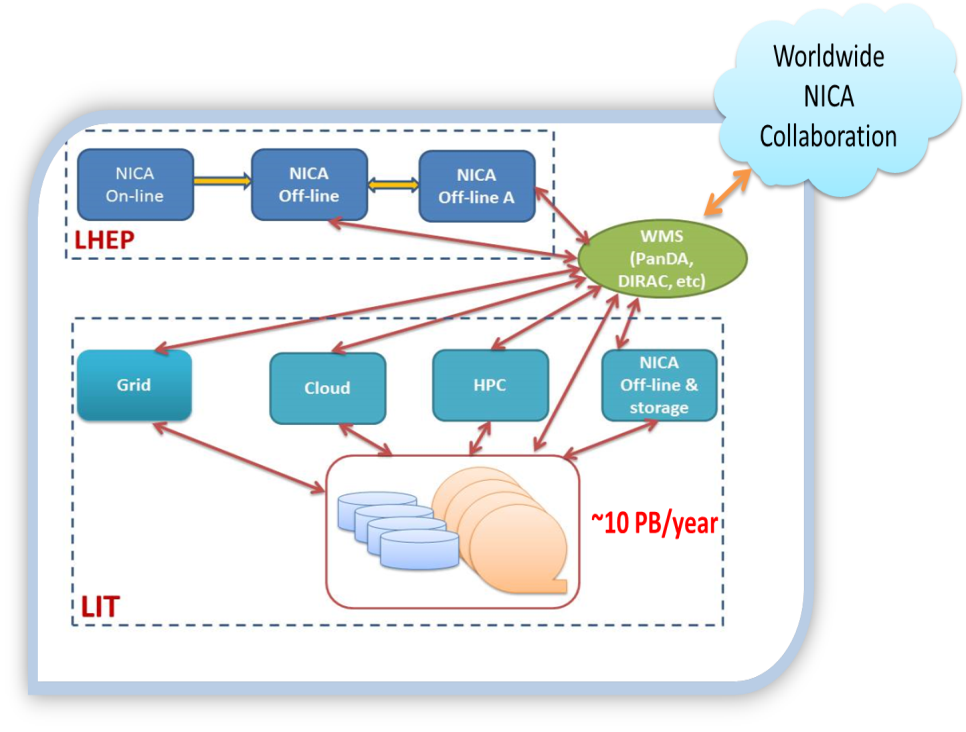 Worldwide
NICA
Collaboration
NICA
On-line
NICA
Off-line
NICA
Off-line A
LHEP
WMS
(PanDA,
DIRAC, etc)
Grid
Cloud
HPC
NICA
Off-line &
storage
~10 PB/year
LIT